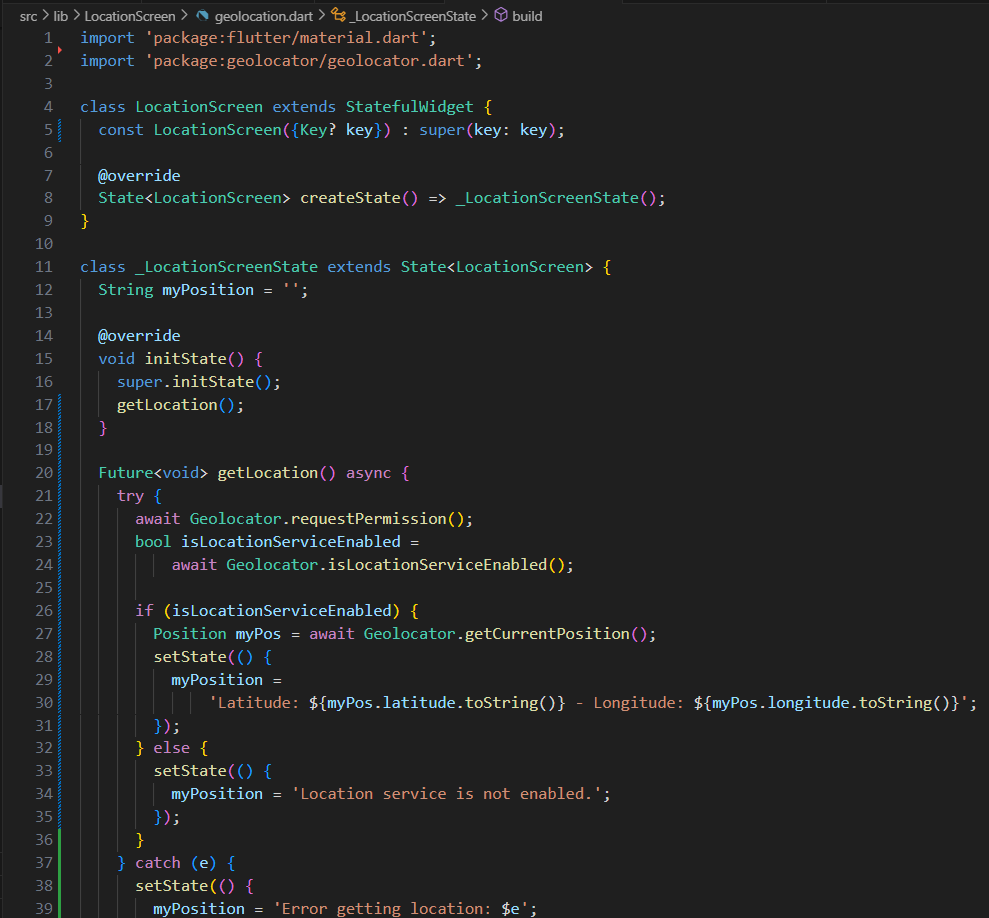 src > lib > LocationScreen > geolocation.dart > _LocationScreenState > build
1 import 'package:flutter/material.dart';
2 import 'package:geolocator/geolocator.dart';
3
4 class LocationScreen extends StatefulWidget {
5   const LocationScreen({Key? key}) : super(key: key);
6
7   @override
8   State<LocationScreen> createState() => _LocationScreenState();
9 }
10
11 class _LocationScreenState extends State<LocationScreen> {
12   String myPosition = '';
13
14   @override
15   void initState() {
16     super.initState();
17     getLocation();
18   }
19
20   Future<void> getLocation() async {
21     try {
22       await Geolocator.requestPermission();
23       bool isLocationServiceEnabled =
24           await Geolocator.isLocationServiceEnabled();
25
26       if (isLocationServiceEnabled) {
27         Position myPos = await Geolocator.getCurrentPosition();
28         setState(() {
29           myPosition =
30               'Latitude: ${myPos.latitude.toString()} - Longitude: ${myPos.longitude.toString()}';
31         });
32       } else {
33         setState(() {
34           myPosition = 'Location service is not enabled.';
35         });
36       }
37     } catch (e) {
38       setState(() {
39         myPosition = 'Error getting location: $e';